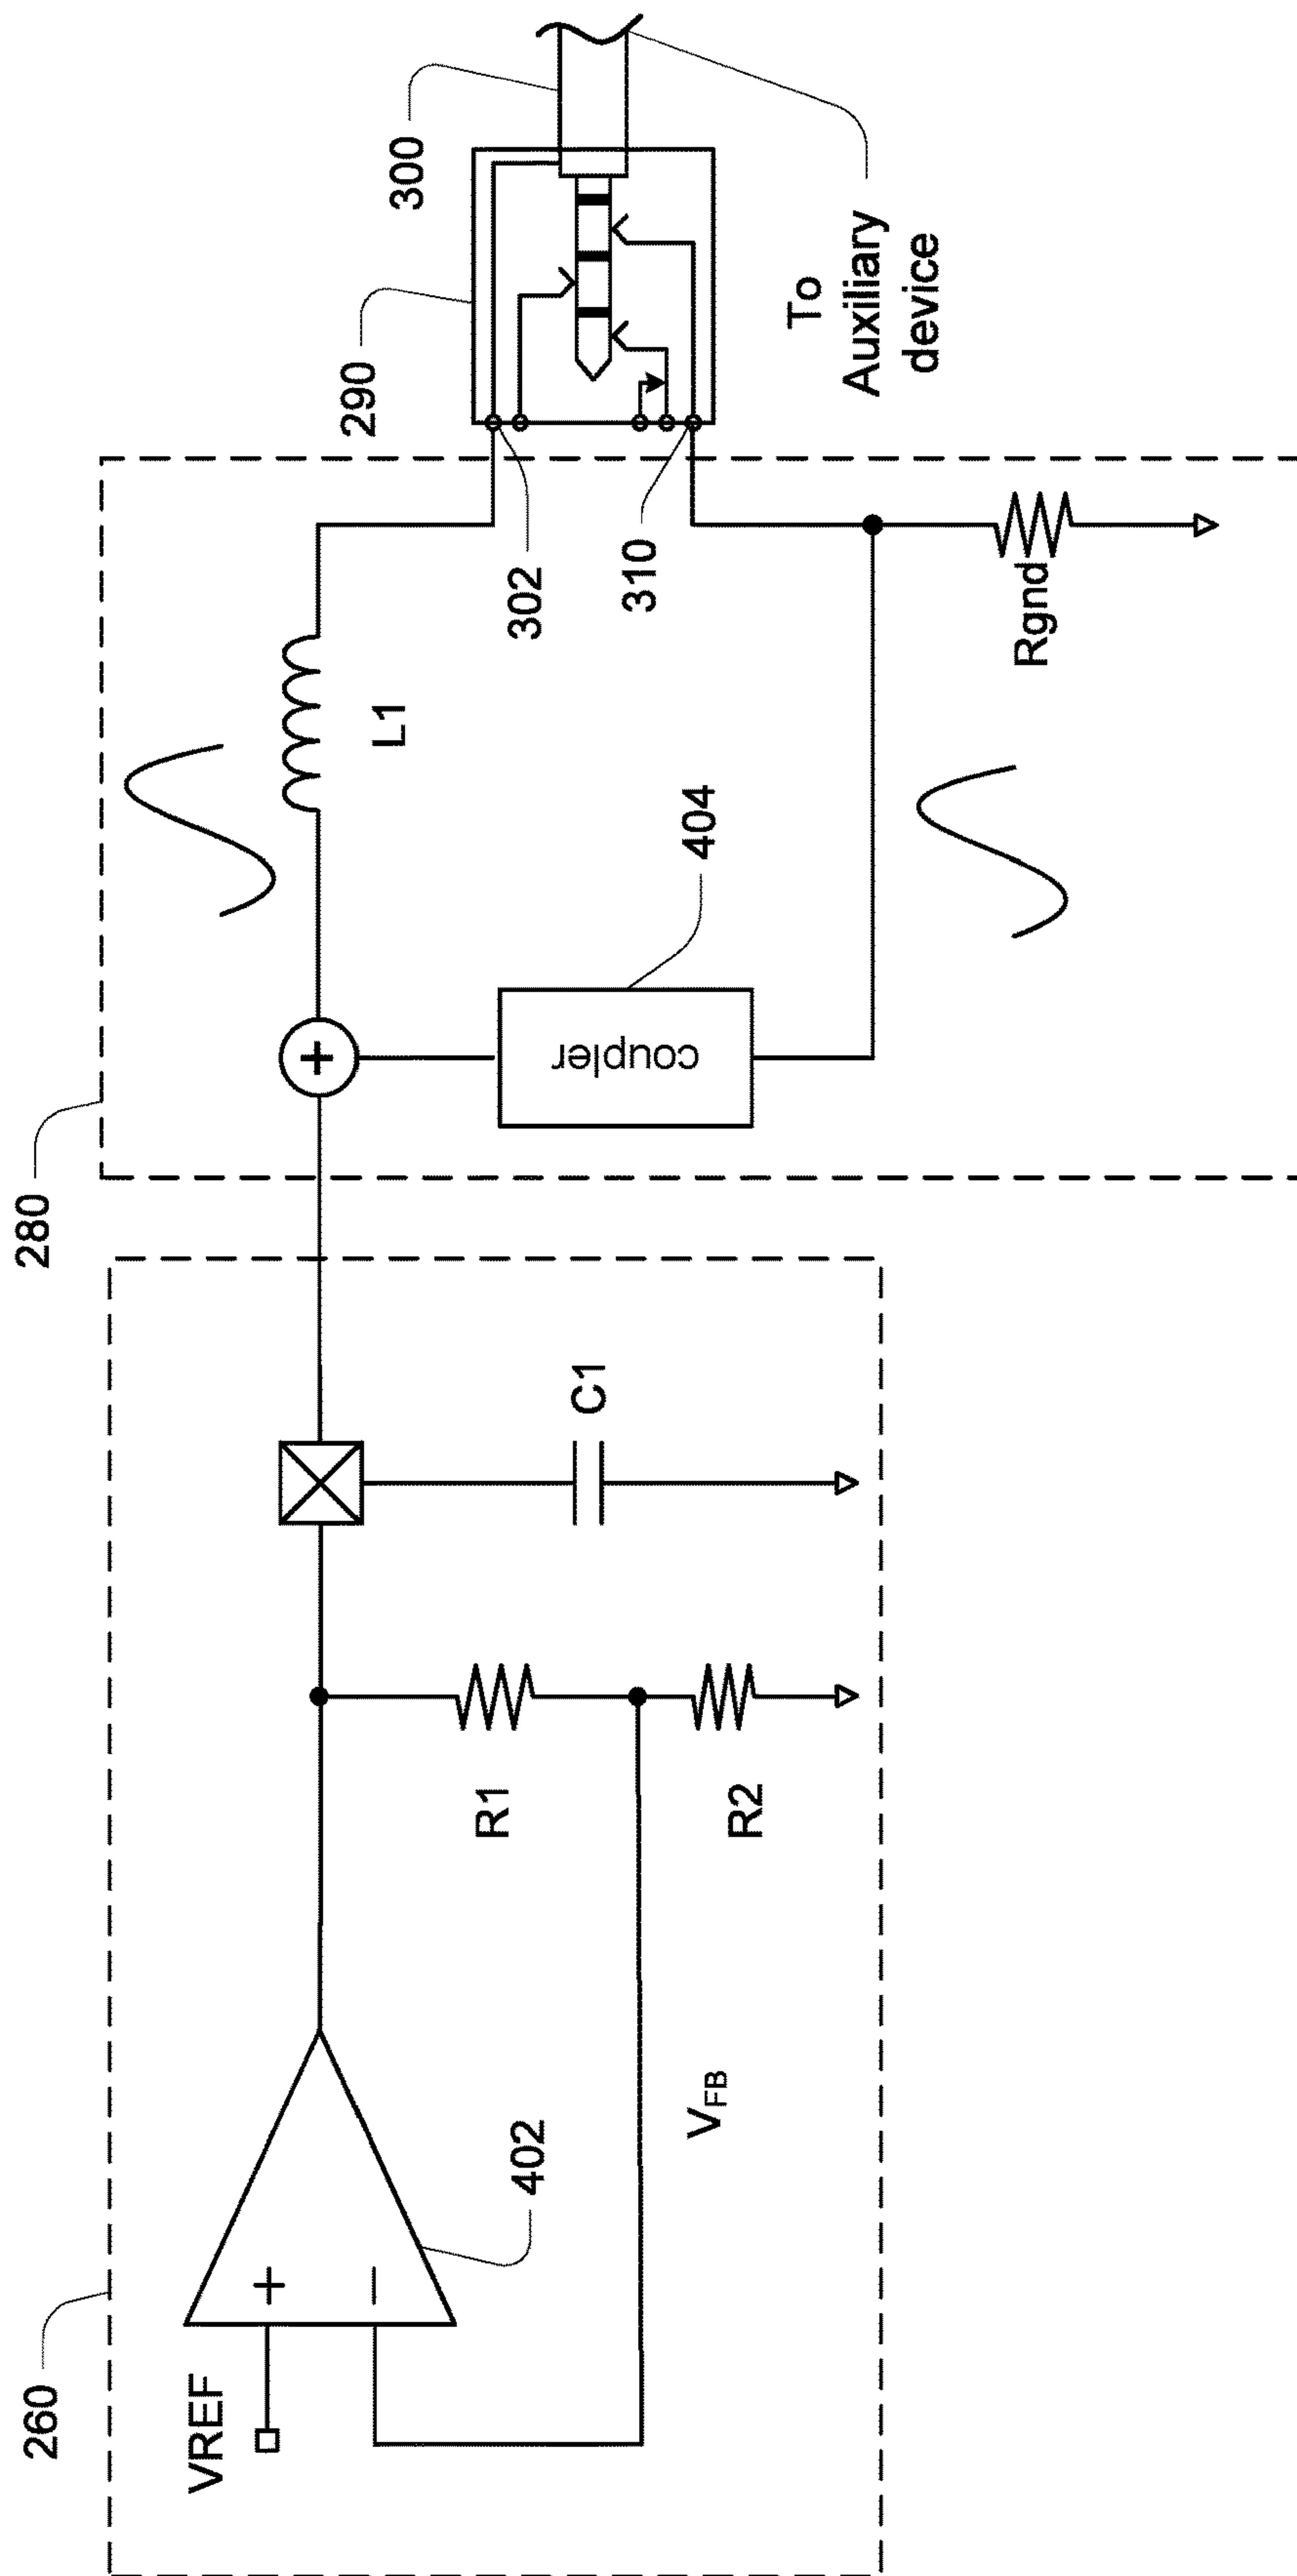 260
VREF
+
−
402
V_FB
R1
R2
C1
280
+
coupler
404
L1
302
310
Rgnd
290
300
To
Auxiliary
device